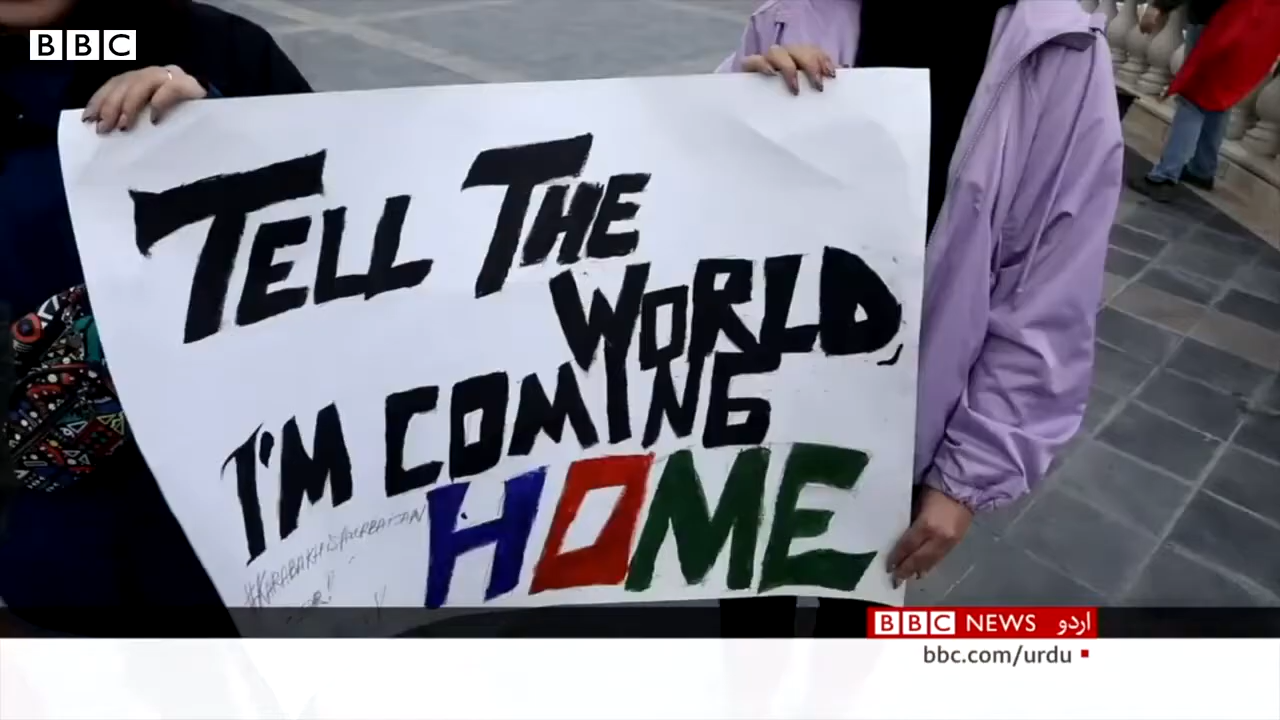 BBC
TELL THE
WORLD,
I'M COMING
HOME
#KARABAKHISAZERBAIJAN
BBC NEWS اردو
bbc.com/urdu